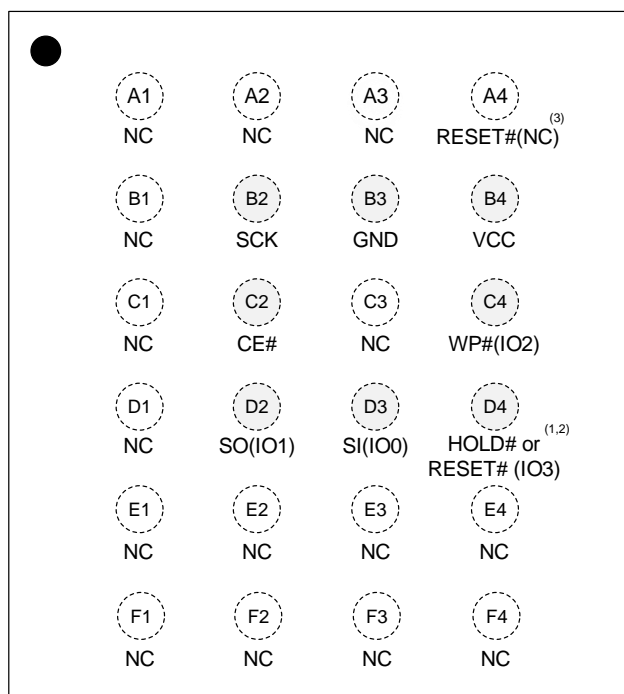 A1 A2 A3 A4
NC NC NC RESET#(NC) (3)
B1 B2 B3 B4
NC SCK GND VCC
C1 C2 C3 C4
NC CE# NC WP#(IO2)
D1 D2 D3 D4
NC SO(IO1) SI(IO0) HOLD# or (1,2)
RESET# (IO3)
E1 E2 E3 E4
NC NC NC NC
F1 F2 F3 F4
NC NC NC NC